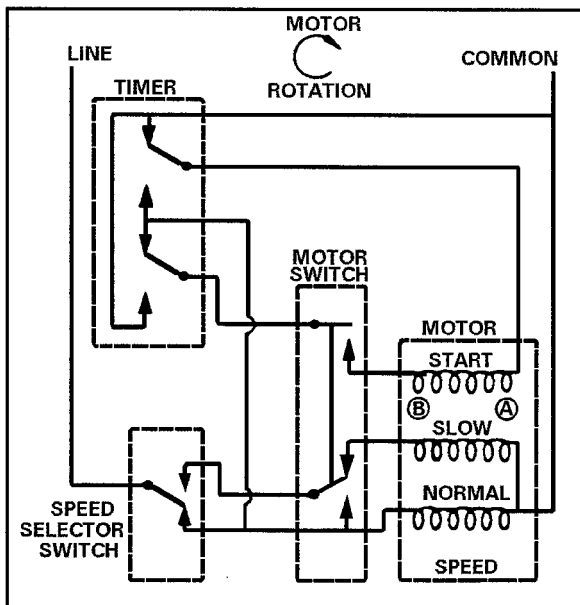 MOTOR
ROTATION
LINE
COMMON
TIMER
MOTOR
SWITCH
MOTOR
START
B
A
SLOW
NORMAL
SPEED
SPEED
SELECTOR
SWITCH